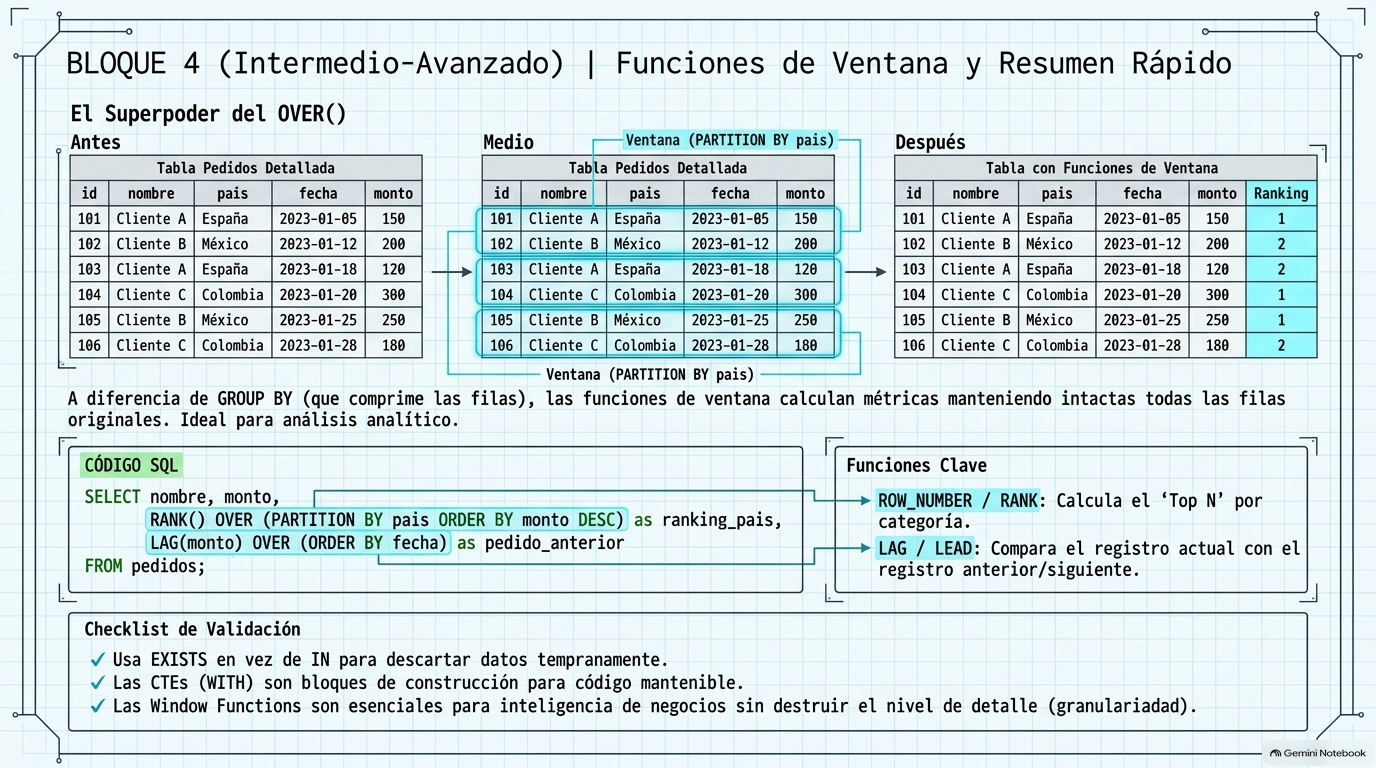 BLOQUE 4 (Intermedio-Avanzado) | Funciones de Ventana y Resumen Rápido
El Superpoder del OVER()
Antes
Tabla Pedidos Detallada
id nombre pais fecha monto
101 Cliente A España 2023-01-05 150
102 Cliente B México 2023-01-12 200
103 Cliente A España 2023-01-18 120
104 Cliente C Colombia 2023-01-20 300
105 Cliente B México 2023-01-25 250
106 Cliente C Colombia 2023-01-28 180
Medio
Ventana (PARTITION BY pais)
Tabla Pedidos Detallada
id nombre pais fecha monto
101 Cliente A España 2023-01-05 150
102 Cliente B México 2023-01-12 200
103 Cliente A España 2023-01-18 120
104 Cliente C Colombia 2023-01-20 300
105 Cliente B México 2023-01-25 250
106 Cliente C Colombia 2023-01-28 180
Ventana (PARTITION BY pais)
Después
Tabla con Funciones de Ventana
id nombre pais fecha monto Ranking
101 Cliente A España 2023-01-05 150 1
102 Cliente B México 2023-01-12 200 2
103 Cliente A España 2023-01-18 120 2
104 Cliente C Colombia 2023-01-20 300 1
105 Cliente B México 2023-01-25 250 1
106 Cliente C Colombia 2023-01-28 180 2
A diferencia de GROUP BY (que comprime las filas), las funciones de ventana calculan métricas manteniendo intactas todas las filas
originales. Ideal para análisis analítico.
CÓDIGO SQL
SELECT nombre, monto,
RANK() OVER (PARTITION BY pais ORDER BY monto DESC) as ranking_pais,
LAG(monto) OVER (ORDER BY fecha) as pedido_anterior
FROM pedidos;
Funciones Clave
ROW_NUMBER / RANK: Calcula el ‘Top N’ por
categoría.
LAG / LEAD: Compara el registro actual con el
registro anterior/siguiente.
Checklist de Validación
✓ Usa EXISTS en vez de IN para descartar datos tempranamente.
✓ Las CTEs (WITH) son bloques de construcción para código mantenible.
✓ Las Window Functions son esenciales para inteligencia de negocios sin destruir el nivel de detalle (granulariadad).
Gemini Notebook